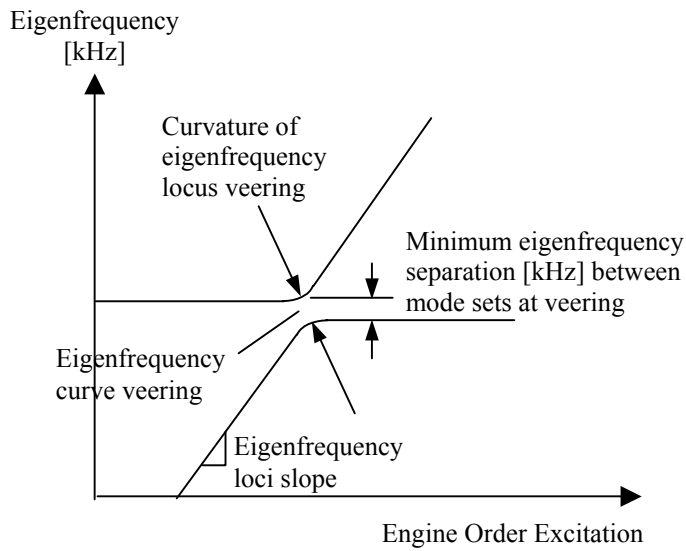 Eigenfrequency
[kHz]
Curvature of
eigenfrequency
locus veering
Minimum eigenfrequency
separation [kHz] between
mode sets at veering
Eigenfrequency
curve veering
Eigenfrequency
loci slope
Engine Order Excitation